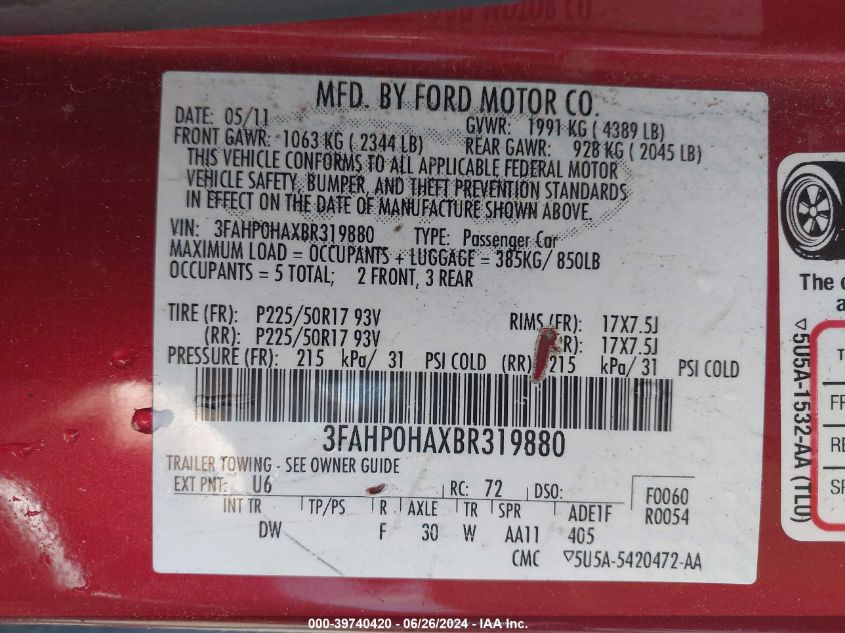 MFD. BY FORD MOTOR CO.
DATE: 05/11 GVWR: 1991 KG ( 4389 LB)
FRONT GAWR: 1063 KG ( 2344 LB) REAR GAWR: 928 KG ( 2045 LB)
THIS VEHICLE CONFORMS TO ALL APPLICABLE FEDERAL MOTOR
VEHICLE SAFETY, BUMPER, AND THEFT PREVENTION STANDARDS
IN EFFECT ON THE DATE OF MANUFACTURE SHOWN ABOVE.
VIN: 3FAHP0HAXBR319880 TYPE: Passenger Car
MAXIMUM LOAD = OCCUPANTS + LUGGAGE = 385KG/ 850LB
OCCUPANTS = 5 TOTAL; 2 FRONT, 3 REAR
TIRE (FR): P225/50R17 93V RIMS (FR): 17X7.5J
(RR): P225/50R17 93V R): 17X7.5J
PRESSURE (FR): 215 kPa/ 31 PSI COLD (RR) 215 kPa/ 31 PSI COLD
3FAHP0HAXBR319880
TRAILER TOWING - SEE OWNER GUIDE
EXT PNT: U6 RC: 72 DSO: F0060
INT TR TP/PS R AXLE TR SPR ADE1F R0054
DW F 30 W AA11 405
CMC ▽5U5A-5420472-AA
The
▽5U5A-1532-AA (TLU)
000-39740420 - 06/26/2024 - IAA Inc.